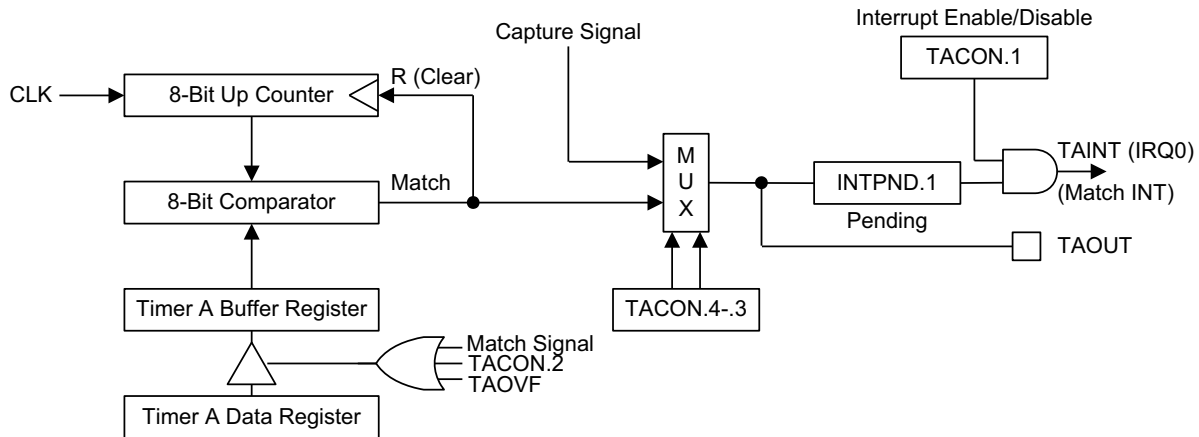 Interrupt Enable/Disable
Capture Signal
TACON.1
R (Clear)
CLK
8-Bit Up Counter
M
U
X
TAINT (IRQ0)
Match
INTPND.1
(Match INT)
8-Bit Comparator
Pending
TAOUT
Timer A Buffer Register
TACON.4-.3
Match Signal
TACON.2
TAOVF
Timer A Data Register